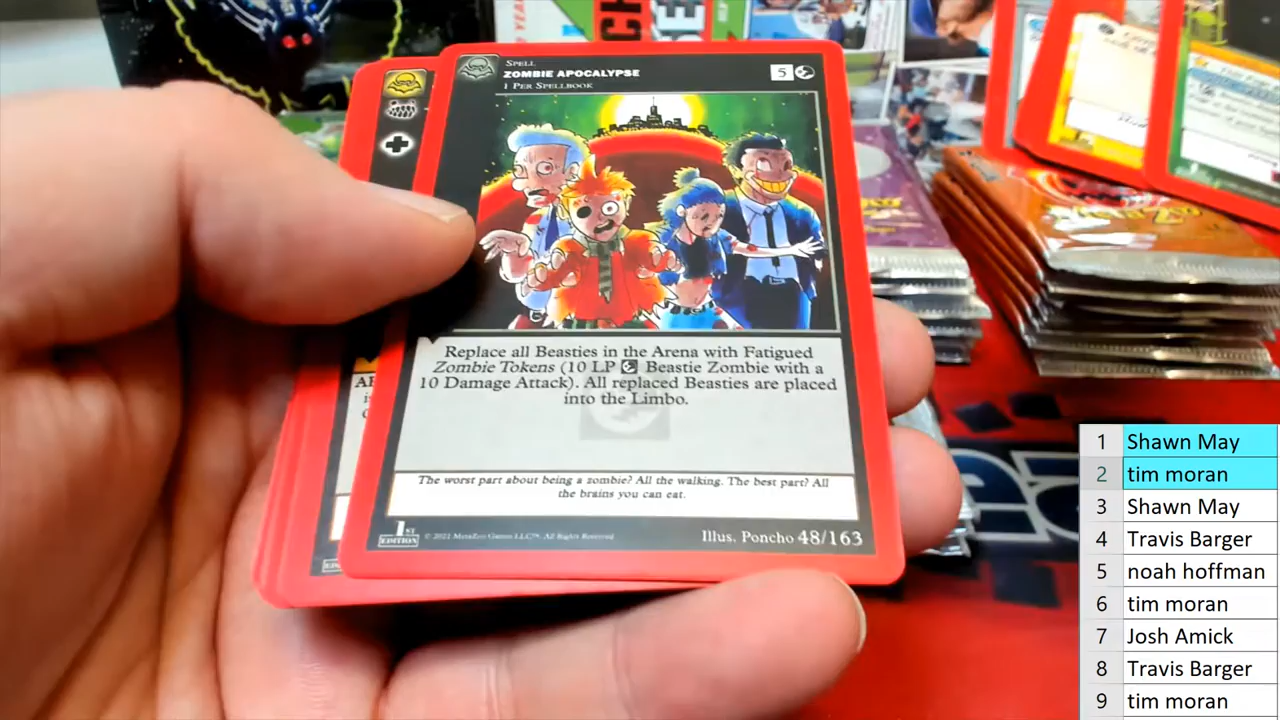 SPELL
ZOMBIE APOCALYPSE
5
1 PER SPELLBOOK
Replace all Beasties in the Arena with Fatigued
Zombie Tokens (10 LP Beastie Zombie with a
10 Damage Attack). All replaced Beasties are placed
into the Limbo.
The worst part about being a zombie? All the walking. The best part? All
the brains you can eat.
1ST
EDITION
© 2022 MetaZoo Games LLC™. All Rights Reserved
Illus. Poncho 48/163
1 Shawn May
2 tim moran
3 Shawn May
4 Travis Barger
5 noah hoffman
6 tim moran
7 Josh Amick
8 Travis Barger
9 tim moran